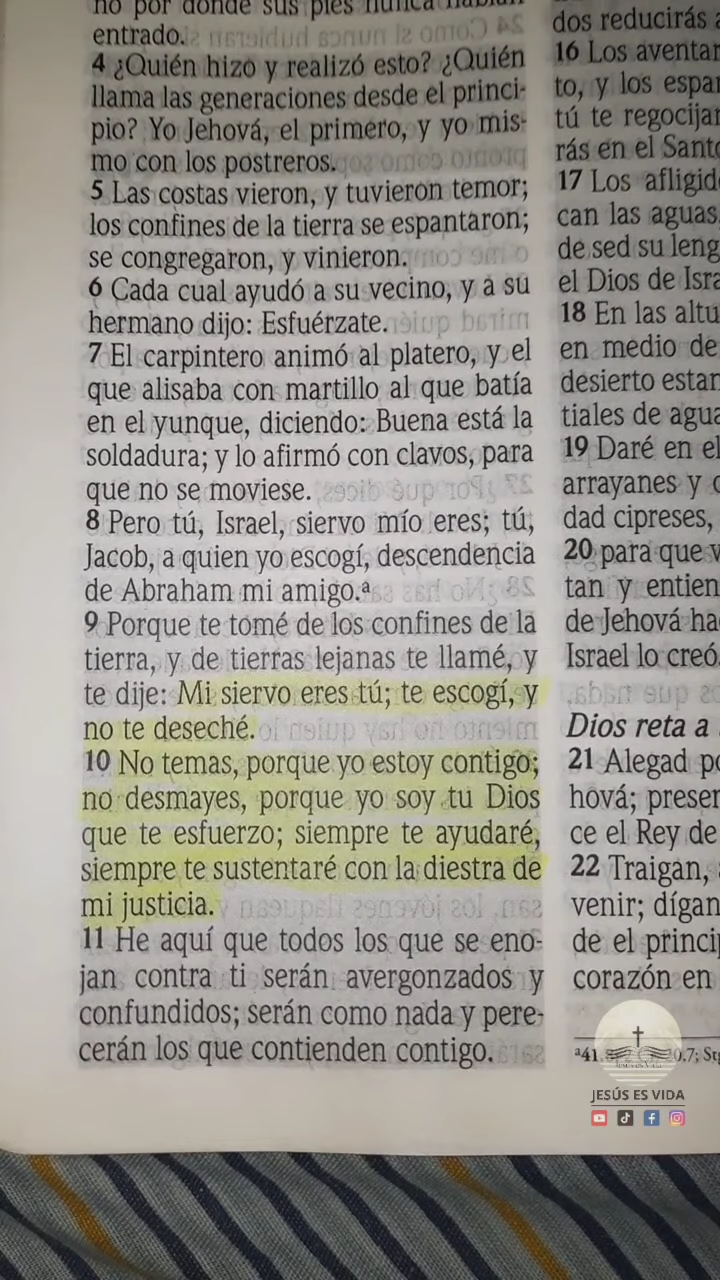 no por donde sus pies nunca habían
entrado.
4 ¿Quién hizo y realizó esto? ¿Quién
llama las generaciones desde el princi-
pio? Yo Jehová, el primero, y yo mis-
mo con los postreros.
5 Las costas vieron, y tuvieron temor;
los confines de la tierra se espantaron;
se congregaron, y vinieron.
6 Cada cual ayudó a su vecino, y a su
hermano dijo: Esfuérzate.
7 El carpintero animó al platero, y el
que alisaba con martillo al que batía
en el yunque, diciendo: Buena está la
soldadura; y lo afirmó con clavos, para
que no se moviese.
8 Pero tú, Israel, siervo mío eres; tú,
Jacob, a quien yo escogí, descendencia
de Abraham mi amigo.ª
9 Porque te tomé de los confines de la
tierra, y de tierras lejanas te llamé, y
te dije: Mi siervo eres tú; te escogí, y
no te deseché.
10 No temas, porque yo estoy contigo;
no desmayes, porque yo soy tu Dios
que te esfuerzo; siempre te ayudaré,
siempre te sustentaré con la diestra de
mi justicia.
11 He aquí que todos los que se eno-
jan contra ti serán avergonzados y
confundidos; serán como nada y pere-
cerán los que contienden contigo.
dos reducirás
16 Los aventar
to, y los espar
tú te regocijar
rás en el Santo
17 Los afligid
can las aguas,
de sed su leng
el Dios de Isra
18 En las altu
en medio de
desierto estan
tiales de agua
19 Daré en el
arrayanes y
dad cipreses,
20 para que v
tan y entien
de Jehová ha
Israel lo creó.
Dios reta a
21 Alegad po
hová; presen
ce el Rey de
22 Traigan,
venir; dígan
de el princip
corazón en
ª41.8
JESÚS ES VIDA